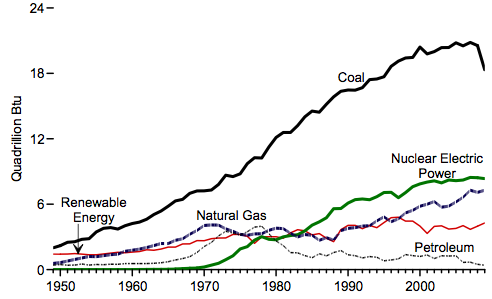 24
18
12
6
0
Quadrillion Btu
Coal
Nuclear Electric
Power
Renewable
Energy
Natural Gas
Petroleum
1950 1960 1970 1980 1990 2000